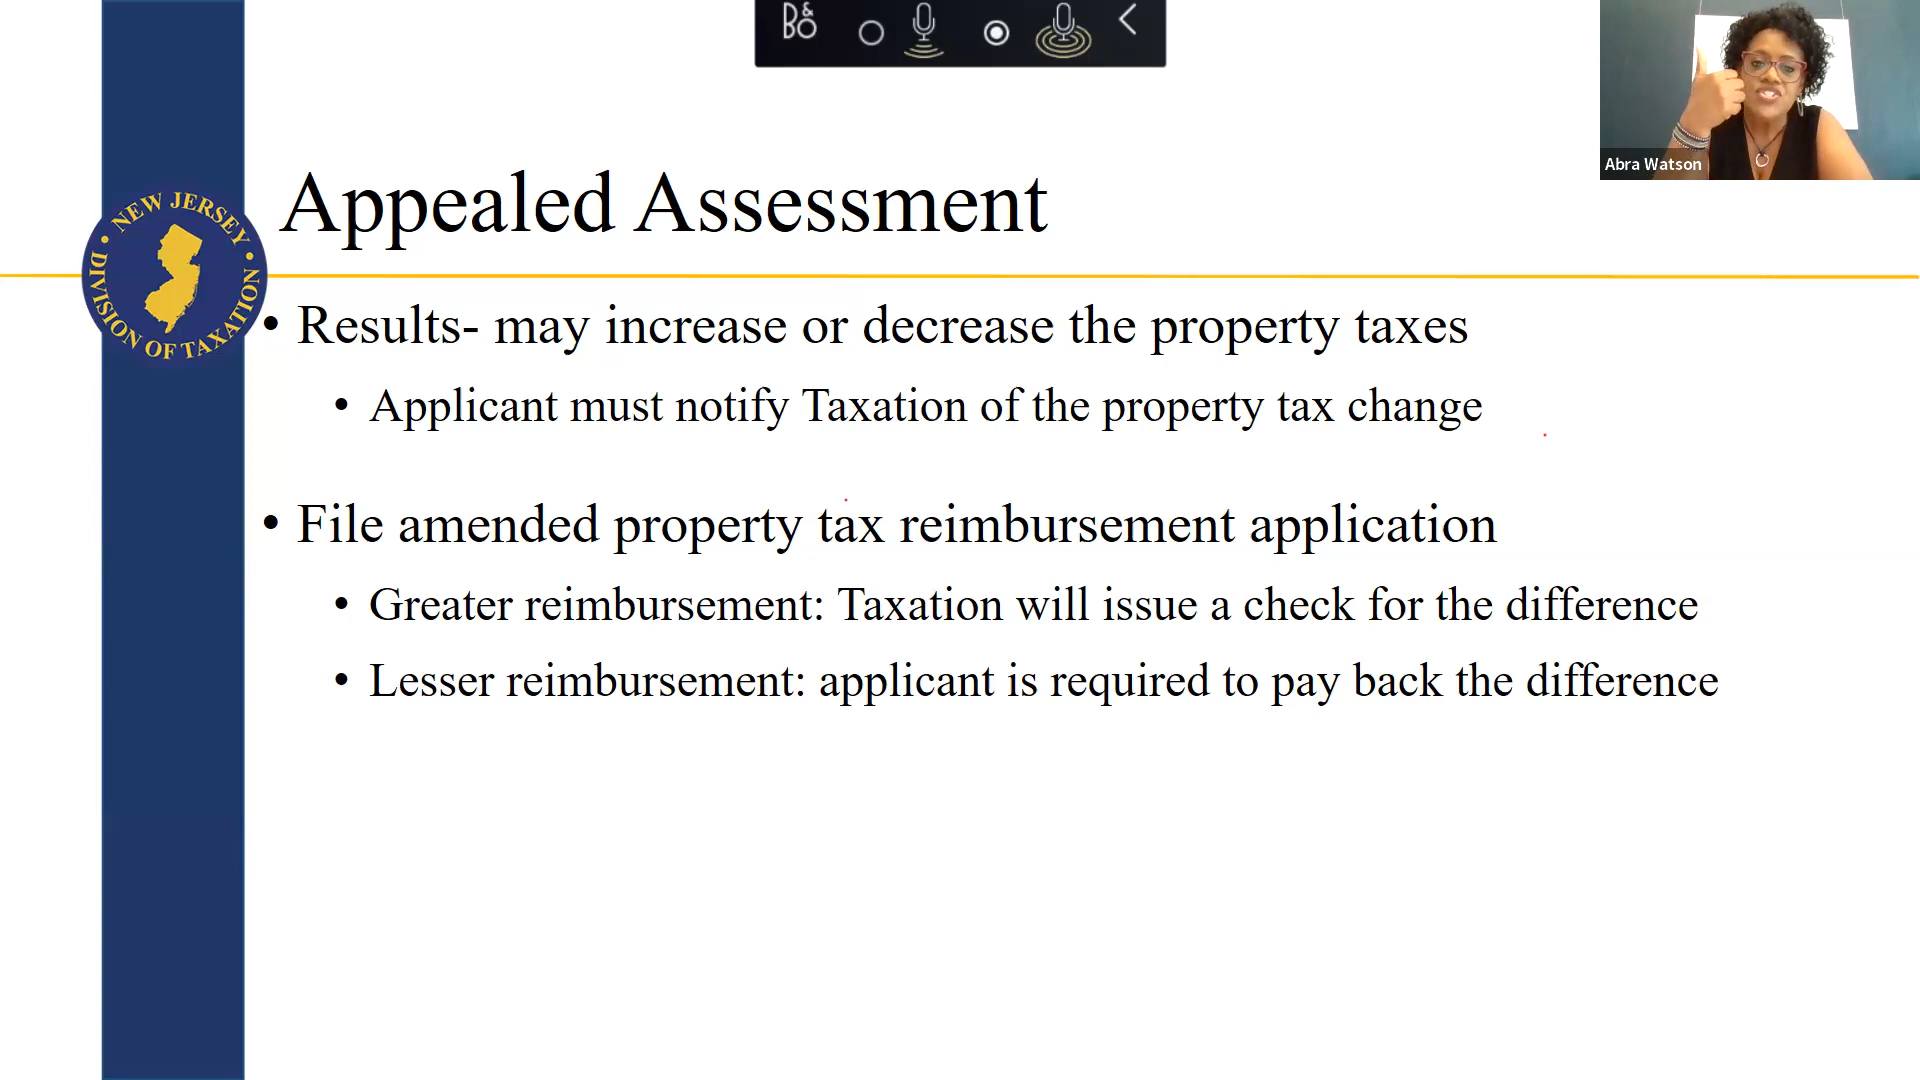 B&O
Abra Watson
Appealed Assessment
• NEW JERSEY •
DIVISION OF TAXATION
• Results- may increase or decrease the property taxes
• Applicant must notify Taxation of the property tax change
• File amended property tax reimbursement application
• Greater reimbursement: Taxation will issue a check for the difference
• Lesser reimbursement: applicant is required to pay back the difference